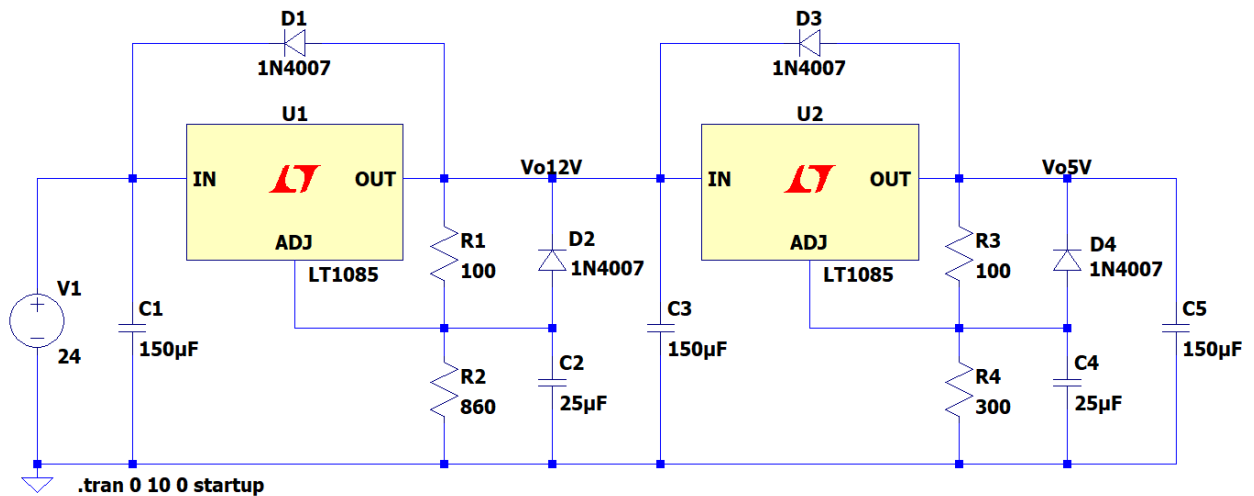 D1
1N4007
D3
1N4007
U1
IN
OUT
ADJ
LT1085
Vo12V
U2
IN
OUT
ADJ
LT1085
Vo5V
V1
24
C1
150µF
R1
100
D2
1N4007
R2
860
C2
25µF
C3
150µF
R3
100
D4
1N4007
R4
300
C4
25µF
C5
150µF
.tran 0 10 0 startup